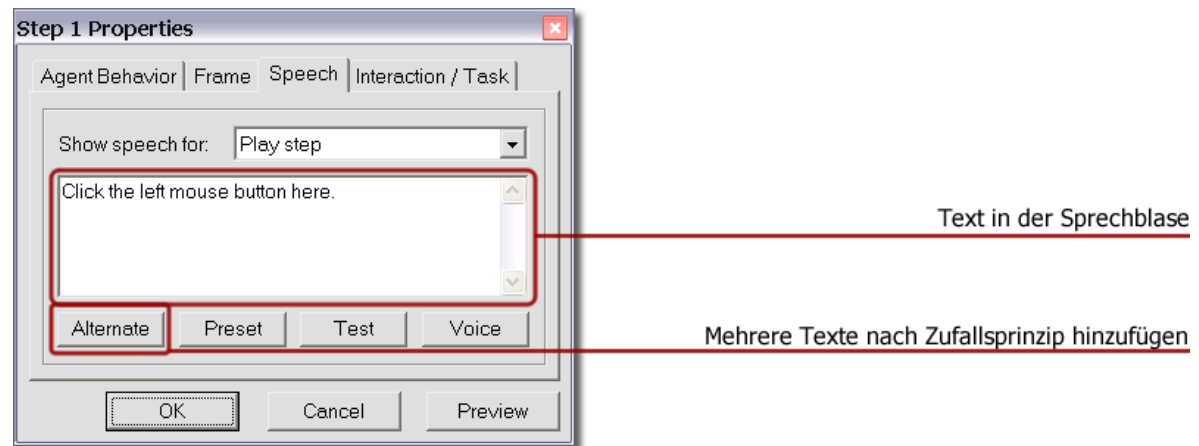 Step 1 Properties
Agent Behavior Frame Speech Interaction / Task
Show speech for: Play step
Click the left mouse button here.
Text in der Sprechblase
Alternate Preset Test Voice
Mehrere Texte nach Zufallsprinzip hinzufügen
OK Cancel Preview